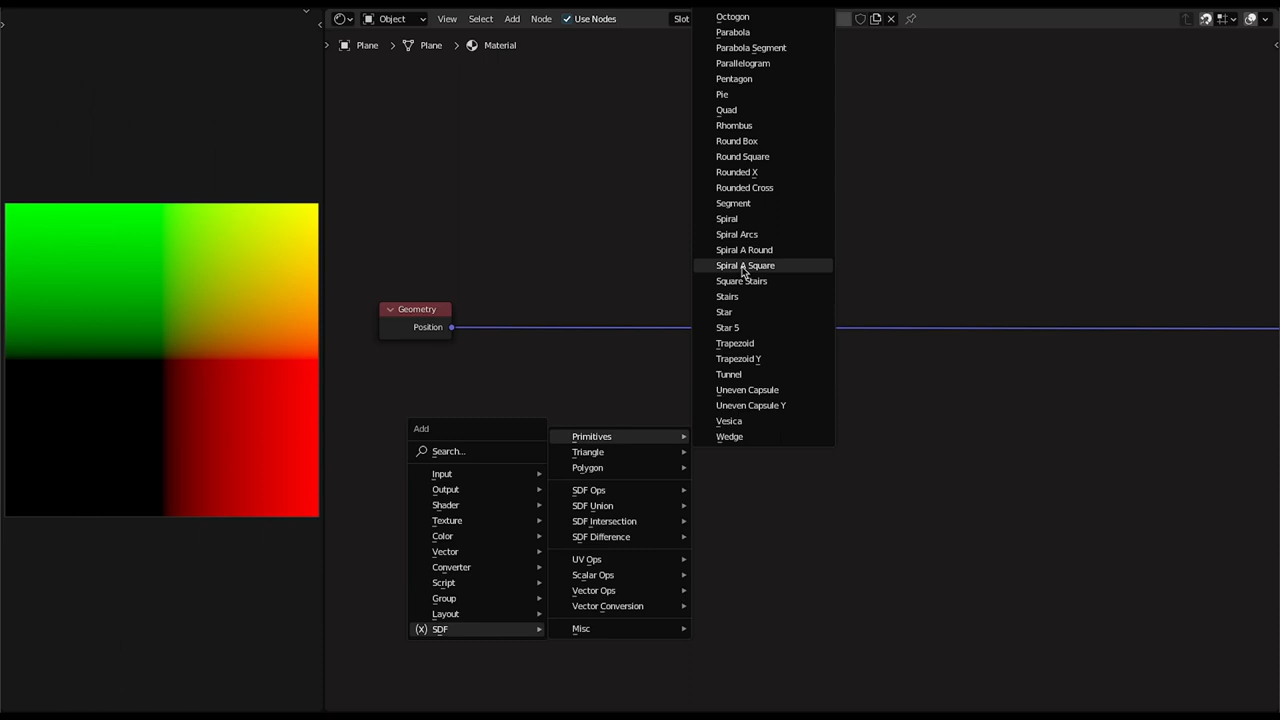 Object
View
Select
Add
Node
Use Nodes
Slot
Plane
Plane
Material
Octogon
Parabola
Parabola Segment
Parallelogram
Pentagon
Pie
Quad
Rhombus
Round Box
Round Square
Rounded X
Rounded Cross
Segment
Spiral
Spiral Arcs
Spiral A Round
Spiral A Square
Square Stairs
Stairs
Star
Star 5
Trapezoid
Trapezoid Y
Tunnel
Uneven Capsule
Uneven Capsule Y
Vesica
Wedge
Geometry
Position
Add
Search...
Input
Output
Shader
Texture
Color
Vector
Converter
Script
Group
Layout
(x) SDF
Primitives
Triangle
Polygon
SDF Ops
SDF Union
SDF Intersection
SDF Difference
UV Ops
Scalar Ops
Vector Ops
Vector Conversion
Misc